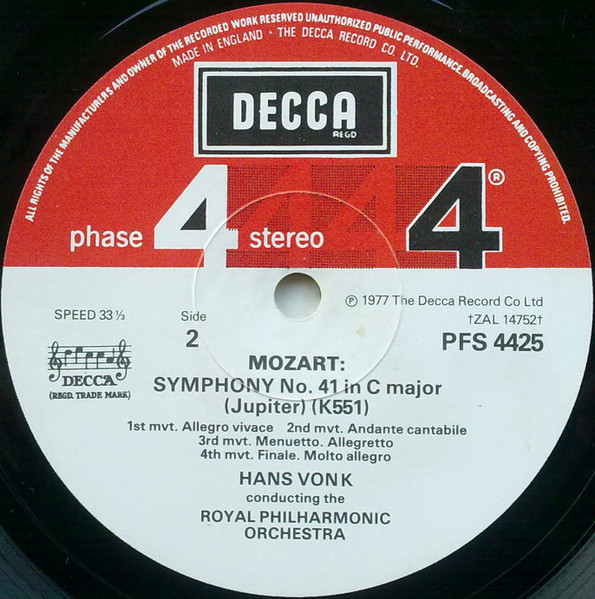 ALL RIGHTS OF THE MANUFACTURERS AND OWNER OF THE RECORDED WORK RESERVED UNAUTHORIZED PUBLIC PERFORMANCE, BROADCASTING AND COPYING PROHIBITED.
MADE IN ENGLAND • THE DECCA RECORD CO, LTD.
DECCA
REGD
phase 4 stereo 4®
SPEED 33⅓
Side
2
℗ 1977 The Decca Record Co Ltd
†ZAL 14752†
PFS 4425
DECCA
(REGD. TRADE MARK)
MOZART:
SYMPHONY No. 41 in C major
(Jupiter) (K551)
1st mvt. Allegro vivace 2nd mvt. Andante cantabile
3rd mvt. Menuetto. Allegretto
4th mvt. Finale. Molto allegro
HANS VONK
conducting the
ROYAL PHILHARMONIC
ORCHESTRA